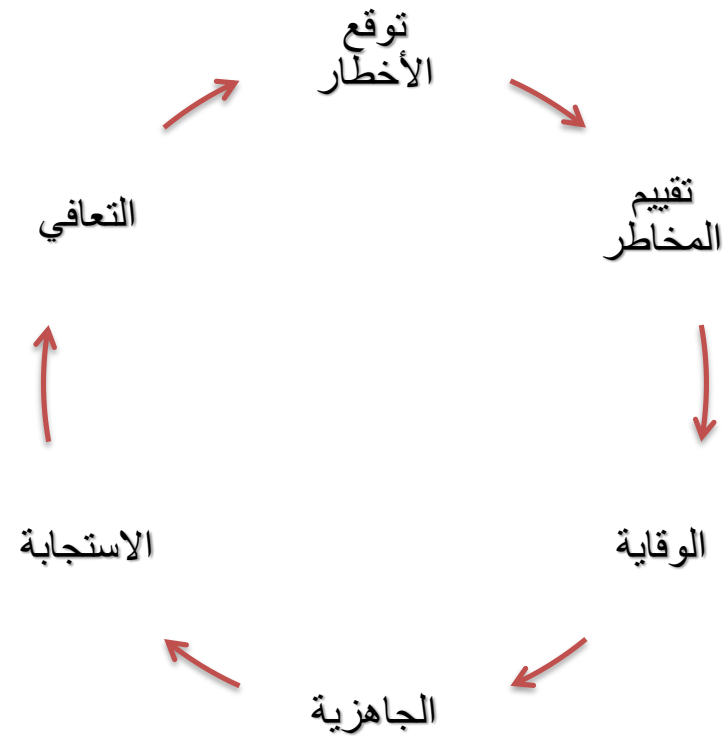 توقع
الأخطار
تقييم
المخاطر
الوقاية
الجاهزية
الاستجابة
التعافي